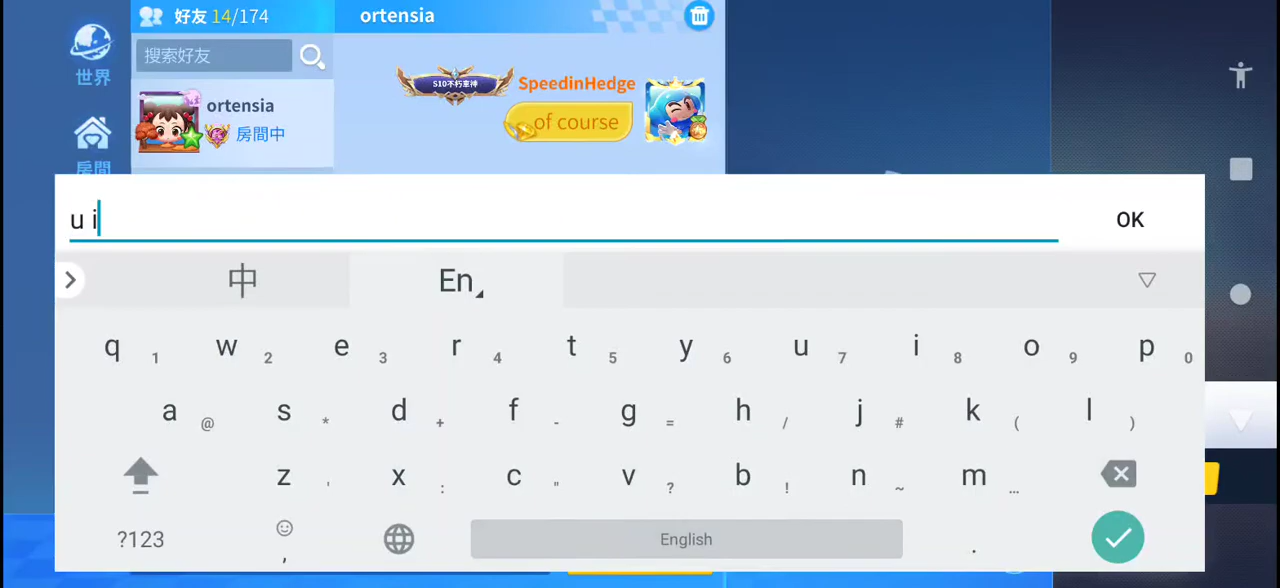 好友 14/174
ortensia
搜索好友
世界
S10不朽車神
SpeedinHedge
of course
ortensia
房間中
房間
u i
OK
中
En
q 1 w 2 e 3 r 4 t 5 y 6 u 7 i 8 o 9 p 0
a @ s * d + f - g = h / j # k ( l )
z ' x : c " v ? b ! n ~ m ...
?123 , English .